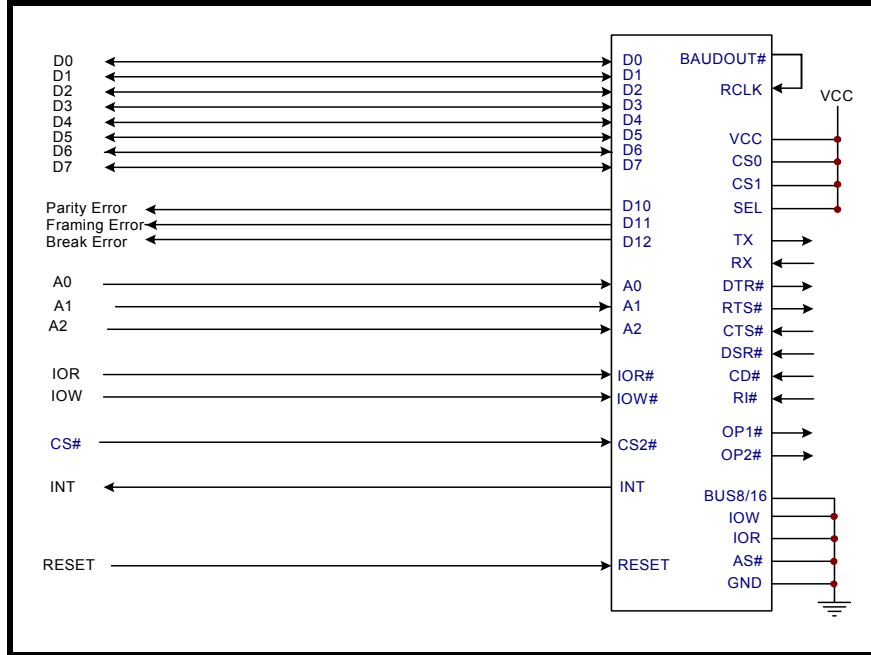 D0 D0 BAUDOUT#
D1 D1
D2 D2 RCLK
D3 D3 VCC
D4 D4
D5 D5 VCC
D6 D6
D7 D7 CS0
CS1
Parity Error D10 SEL
Framing Error D11
Break Error D12 TX
RX
A0 A0 DTR#
A1 A1 RTS#
A2 A2 CTS#
DSR#
IOR IOR# CD#
IOW IOW# RI#
OP1#
CS# CS2# OP2#
INT INT BUS8/16
IOW
IOR
RESET RESET AS#
GND